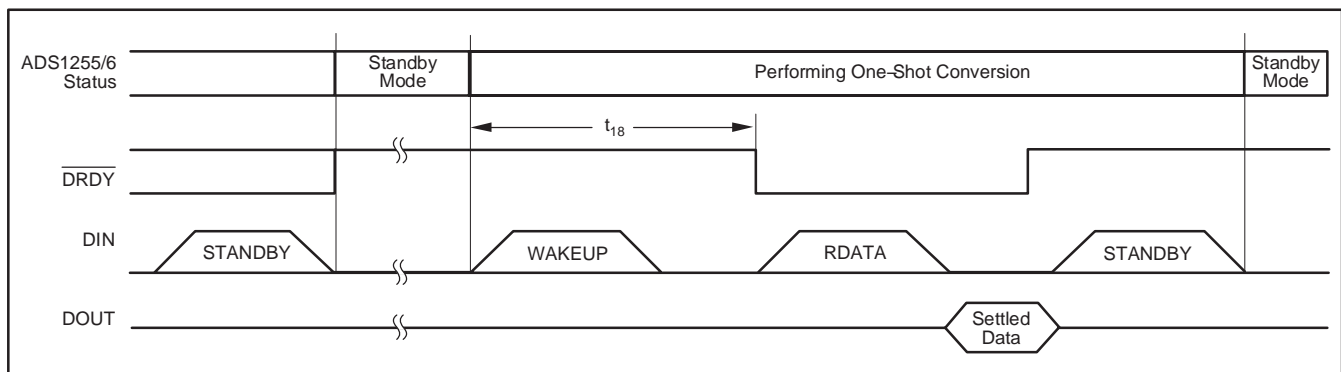 ADS1255/6
Status
Standby
Mode
Performing One–Shot Conversion
Standby
Mode
t18
DRDY
DIN
STANDBY
WAKEUP
RDATA
STANDBY
DOUT
Settled
Data